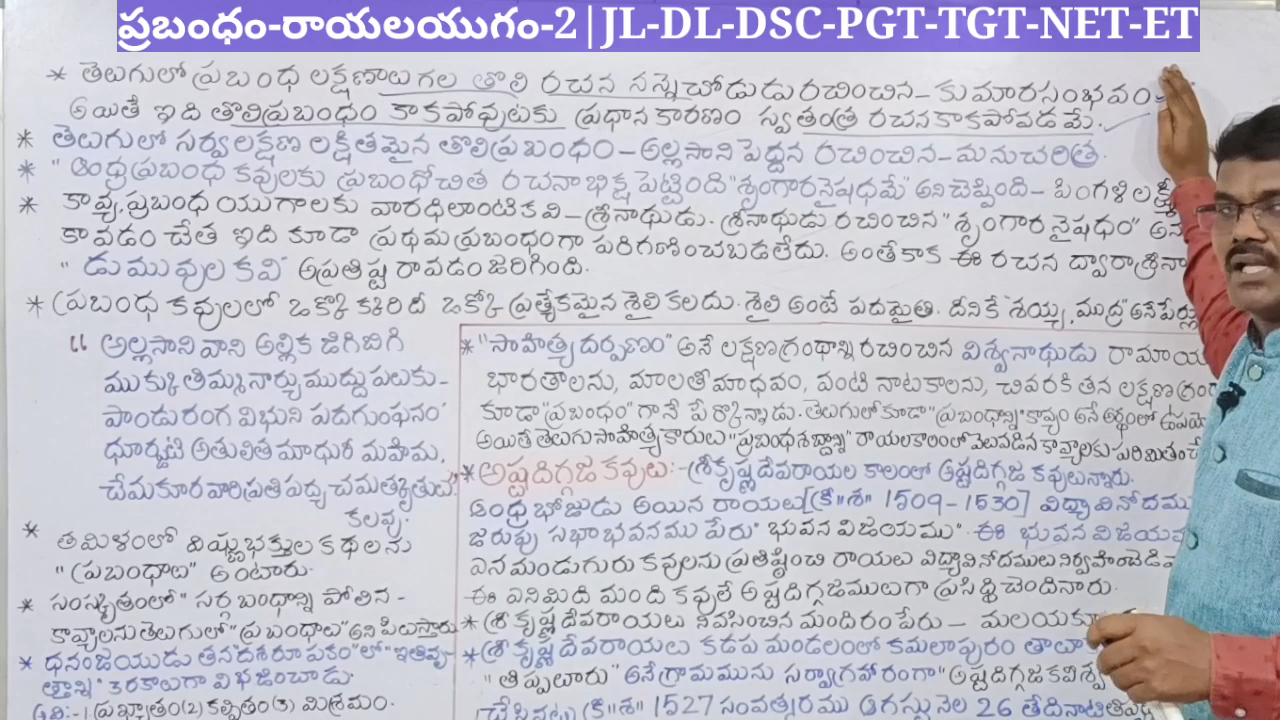 ప్రబంధం-రాయలయుగం-2|JL-DL-DSC-PGT-TGT-NET-ET
* తెలుగులో ప్రబంధ లక్షణాలుగల తొలి రచన నన్నెచోడుడు రచించిన - కుమారసంభవం
అయితే ఇది తొలిప్రబంధం కాకపోవుటకు ప్రధానకారణం స్వతంత్ర రచనకాకపోవడమే.
* తెలుగులో సర్వలక్షణ లక్షితమైన తొలిప్రబంధం - అల్లసాని పెద్దన రచించిన - మనుచరిత్ర.
* "ఆంధ్రప్రబంధ కవులకు ప్రబంధోచిత రచనాభిక్ష పెట్టింది "శృంగారనైషధమే" అని చెప్పింది - పింగళి లక్ష్మీ
* కావ్య, ప్రబంధ యుగాలకు వారధిలాంటి కవి - శ్రీనాథుడు. శ్రీనాథుడు రచించిన "శృంగార నైషధం"
కావడం చేత ఇది కూడా ప్రథమ ప్రబంధంగా పరిగణించబడలేదు. అంతేకాక ఈ రచన ద్వారా శ్రీనా
"డుమువుల కవి" అప్రతిష్ట రావడం జరిగింది.
* ప్రబంధ కవులలో ఒక్కొక్కరిదీ ఒక్కో ప్రత్యేకమైన శైలి కలదు. శైలి అంటే పదమైత్రి. దీనికే "శయ్య, ముద్ర" అనే పేర్లు
"అల్లసాని వాని అల్లిక జిగిబిగి
ముక్కు తిమ్మనార్యు ముద్దు పలుకు -
పాండురంగ విభుని పదగుంఫనం
ధూర్జటి అతులిత మాధురీ మహిమ.
చేమకూర వారి ప్రతి పద్య చమత్కృతులే"
కలవు.
* తమిళంలో విష్ణుభక్తుల కథలను
"ప్రబంధాలు" అంటారు.
* సంస్కృతంలో "సర్గ బంధాన్ని పోలిన -
కావ్యాలను తెలుగులో "ప్రబంధాలు" అని పిలుస్తారు
* ధనంజయుడు తన "దశరూపకం"లో "ఇతివృ-
త్తాన్ని" 3 రకాలుగా విభజించాడు.
అవి:- 1) ప్రఖ్యాతం (2) కల్పితం (3) మిశ్రమం.
* "సాహిత్య దర్పణం" అనే లక్షణగ్రంథాన్ని రచించిన విశ్వనాథుడు రామాయ
భారతాలను, మాలతీమాధవం, వంటి నాటకాలను, చివరకి తన లక్షణ గ్రం
కూడా "ప్రబంధం" గానే పేర్కొన్నాడు. తెలుగులో కూడా "ప్రబంధాన్ని" కావ్యం అనే అర్థంలో ఉపయో
అయితే తెలుగు సాహిత్యకారులు "ప్రబంధశబ్దాన్ని" రాయలకాలంలో వెలువడిన కావ్యాలకు పరిమితంచే
* అష్టదిగ్గజ కవులు:- శ్రీకృష్ణదేవరాయల కాలంలో అష్టదిగ్గజ కవులున్నారు.
ఆంధ్ర భోజుడు అయిన రాయలు [క్రీ"శ" 1509-1530] విద్యావినోదము
జరుపు సభాభవనము పేరు "భువన విజయము". ఈ భువన విజయ
ఎనమండుగురు కవులను ప్రతిష్ఠించి రాయలు విద్యావినోదములు నిర్వహించెడి
ఈ ఎనిమిది మంది కవులే అష్టదిగ్గజములుగా ప్రసిద్ధి చెందినారు.
* శ్రీకృష్ణదేవరాయలు నివసించిన మందిరం పేరు - మలయకూ
* శ్రీకృష్ణదేవరాయలు కడప మండలంలో కమలాపురం తాలూ
"తిప్పలూరు" అనే గ్రామమును సర్వాగ్రహారంగా "అష్టదిగ్గజ కవిశ్వ
క్రీ"శ" 1527 సంవత్సరము ఆగస్టు నెల 26 తేదినాటి